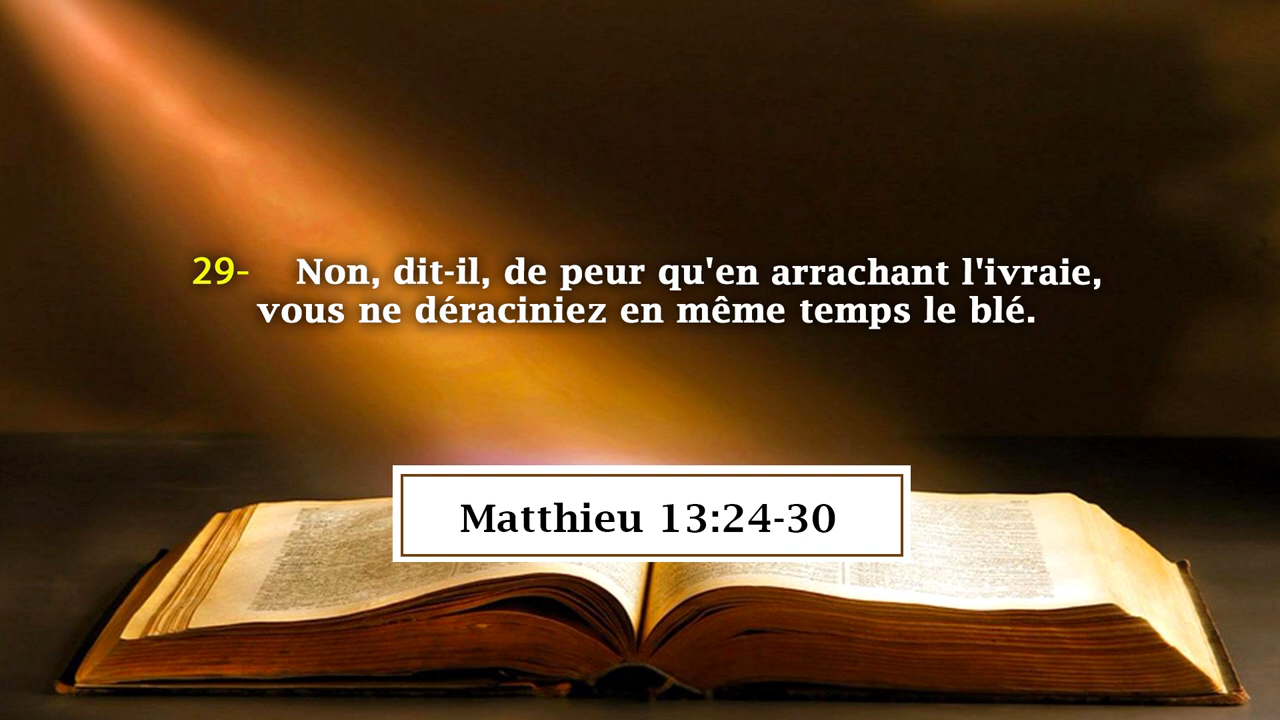 29- Non, dit-il, de peur qu'en arrachant l'ivraie,
vous ne déraciniez en même temps le blé.
Matthieu 13:24-30